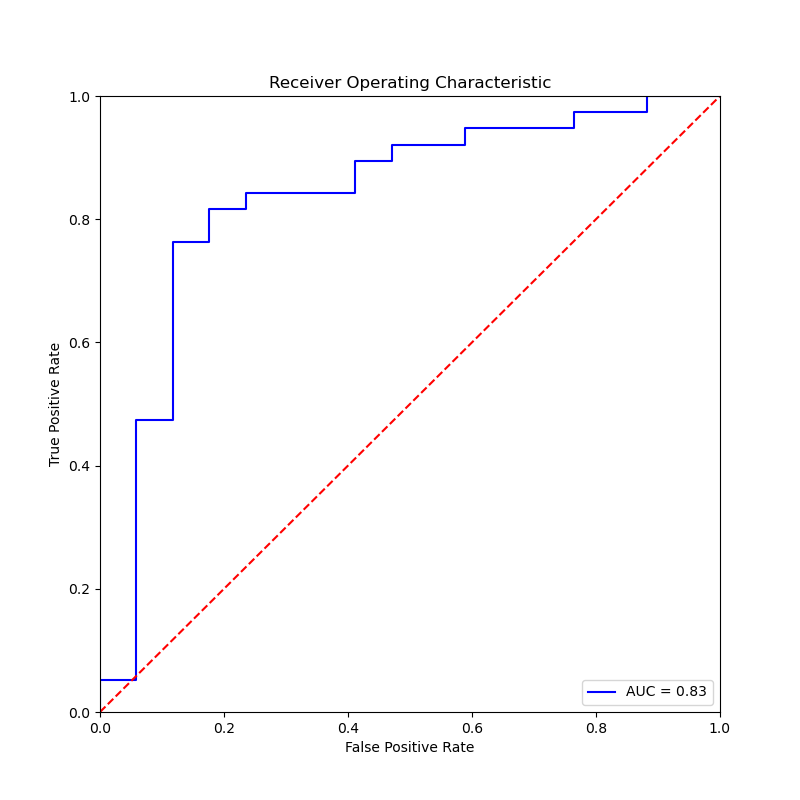 Receiver Operating Characteristic
1.0
0.8
0.6
0.4
0.2
0.0
True Positive Rate
AUC = 0.83
0.0 0.2 0.4 0.6 0.8 1.0
False Positive Rate